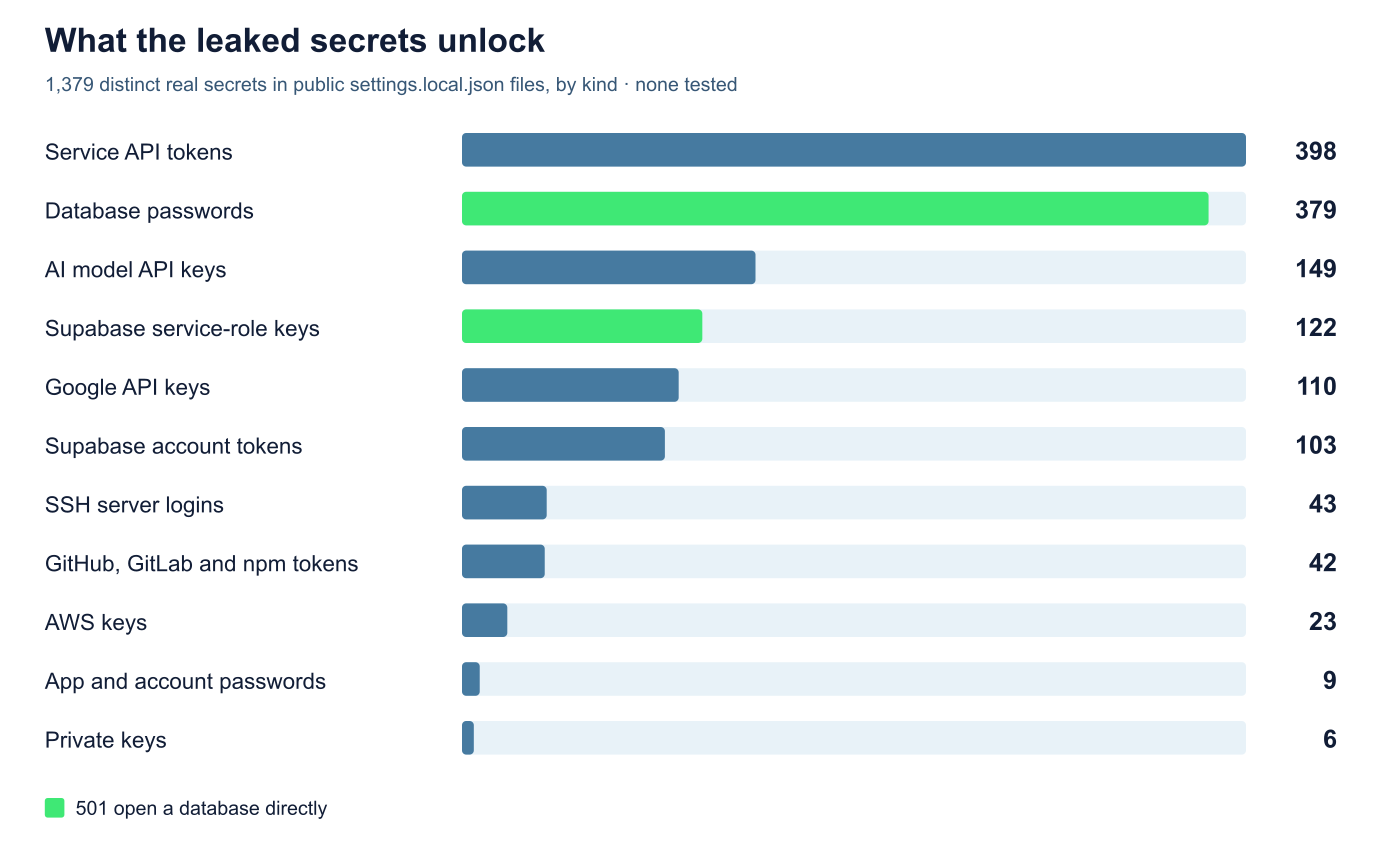 What the leaked secrets unlock
1,379 distinct real secrets in public settings.local.json files, by kind · none tested
Service API tokens 398
Database passwords 379
AI model API keys 149
Supabase service-role keys 122
Google API keys 110
Supabase account tokens 103
SSH server logins 43
GitHub, GitLab and npm tokens 42
AWS keys 23
App and account passwords 9
Private keys 6
501 open a database directly